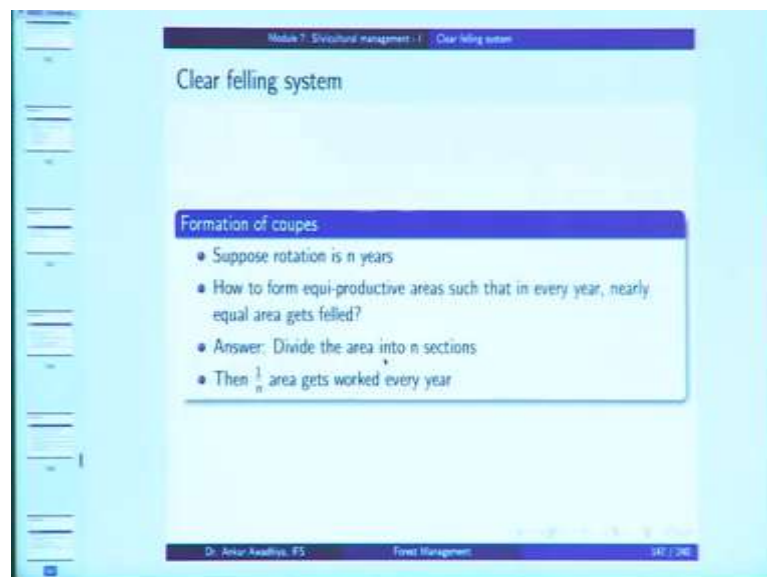 Module 7: Silvicultural management - I Clear felling system
Clear felling system
Formation of coupes
Suppose rotation is n years
How to form equi-productive areas such that in every year, nearly
equal area gets felled?
Answer: Divide the area into n sections
Then 1/n area gets worked every year
Dr. Ankur Awadhiya, IFS Forest Management